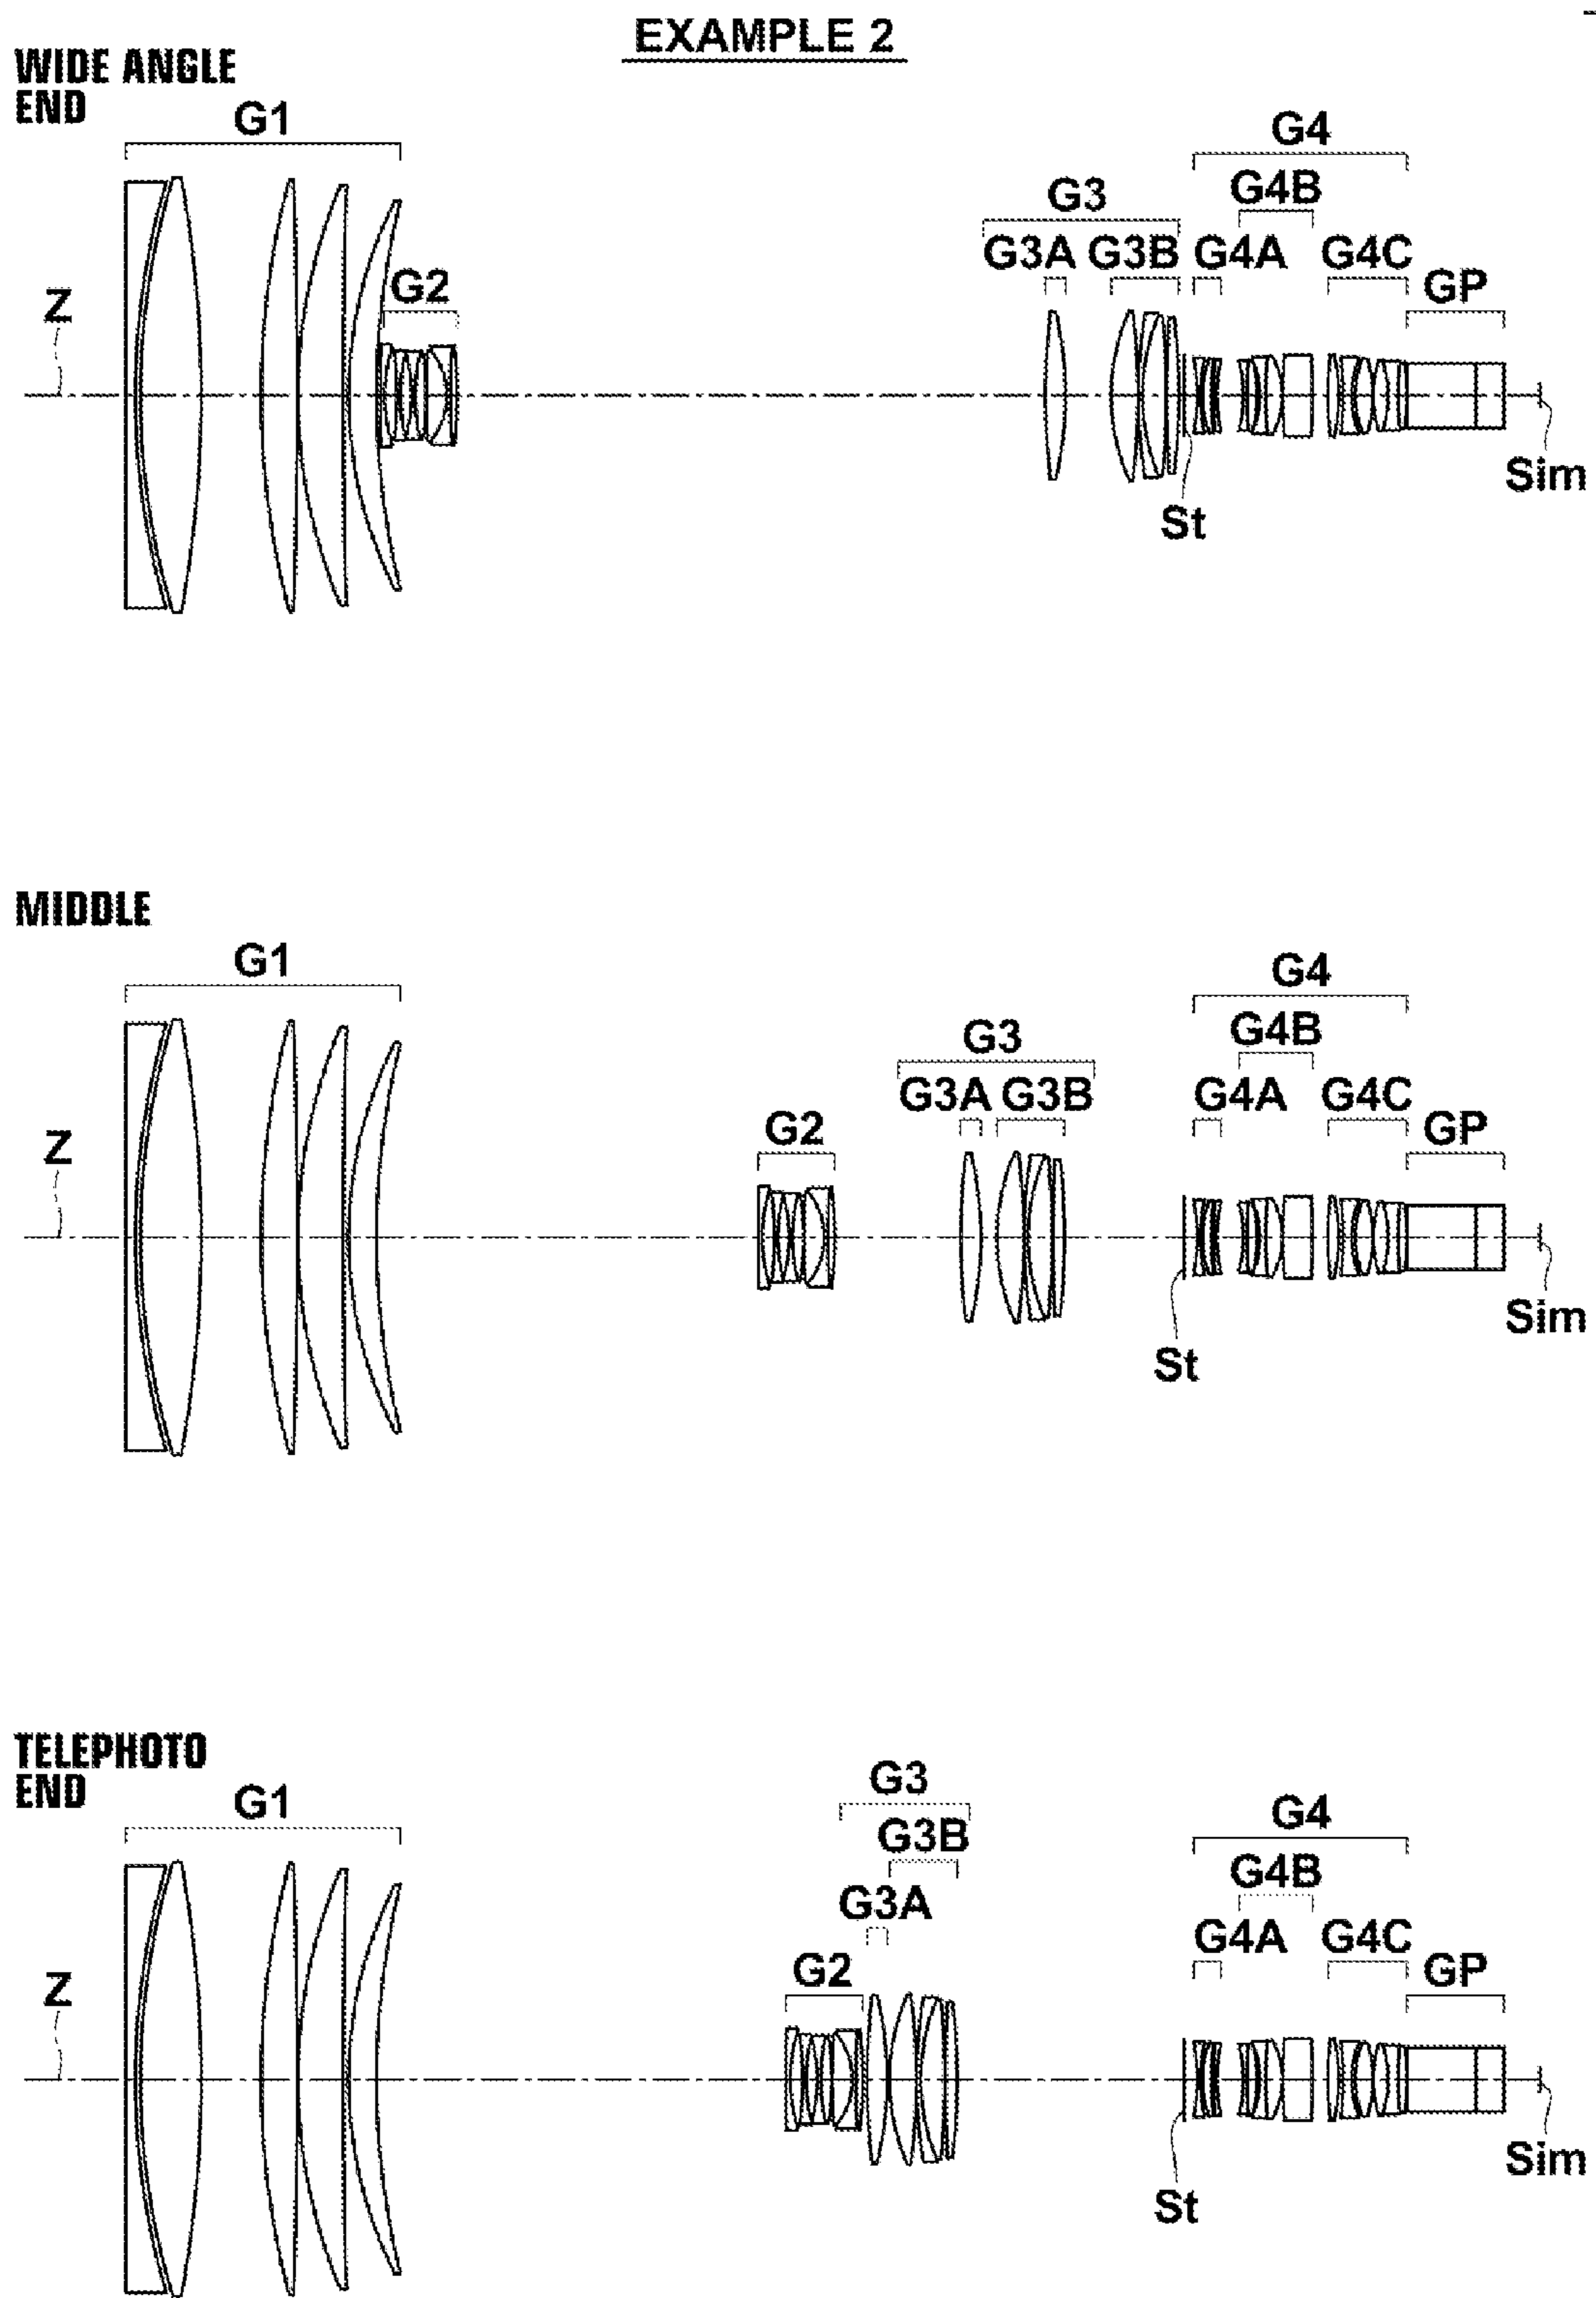 EXAMPLE 2
WIDE ANGLE
END
G1
G4
G4B
G3
G3A G3B G4A G4C
G2 GP
Z
Sim
St
MIDDLE
G1
G4
G4B
G3
G3A G3B G4A G4C
G2 GP
Z
Sim
St
TELEPHOTO
END
G3
G1 G4
G3B G4B
G3A G4A G4C
G2 GP
Z
Sim
St